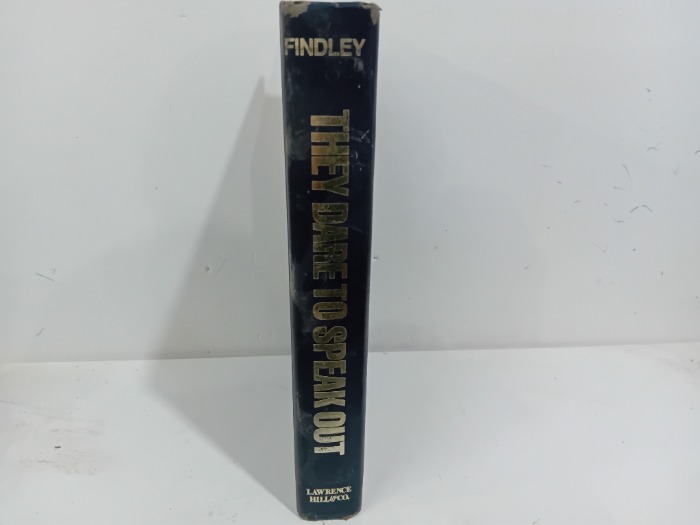 FINDLEY
THEY DARE TO SPEAK OUT
LAWRENCE
HILL & CO.